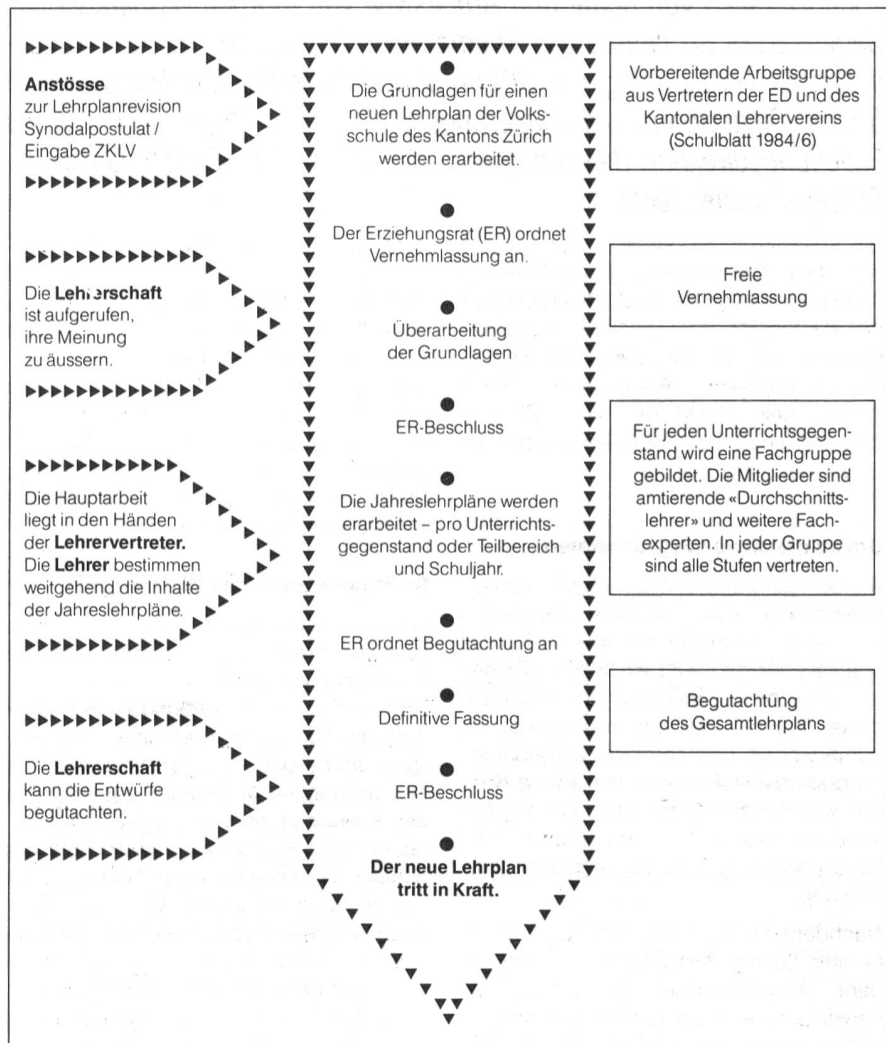 Anstösse
zur Lehrplanrevision
Synodalpostulat /
Eingabe ZKLV
Die Lehrerschaft
ist aufgerufen,
ihre Meinung
zu äussern.
Die Hauptarbeit
liegt in den Händen
der Lehrervertreter.
Die Lehrer bestimmen
weitgehend die Inhalte
der Jahreslehrpläne.
Die Lehrerschaft
kann die Entwürfe
begutachten.
Die Grundlagen für einen
neuen Lehrplan der Volks-
schule des Kantons Zürich
werden erarbeitet.
Der Erziehungsrat (ER) ordnet
Vernehmlassung an.
Überarbeitung
der Grundlagen
ER-Beschluss
Die Jahreslehrpläne werden
erarbeitet – pro Unterrichts-
gegenstand oder Teilbereich
und Schuljahr.
ER ordnet Begutachtung an
Definitive Fassung
ER-Beschluss
Der neue Lehrplan
tritt in Kraft.
Vorbereitende Arbeitsgruppe
aus Vertretern der ED und des
Kantonalen Lehrervereins
(Schulblatt 1984/6)
Freie
Vernehmlassung
Für jeden Unterrichtsgegen-
stand wird eine Fachgruppe
gebildet. Die Mitglieder sind
amtierende «Durchschnitts-
lehrer» und weitere Fach-
experten. In jeder Gruppe
sind alle Stufen vertreten.
Begutachtung
des Gesamtlehrplans